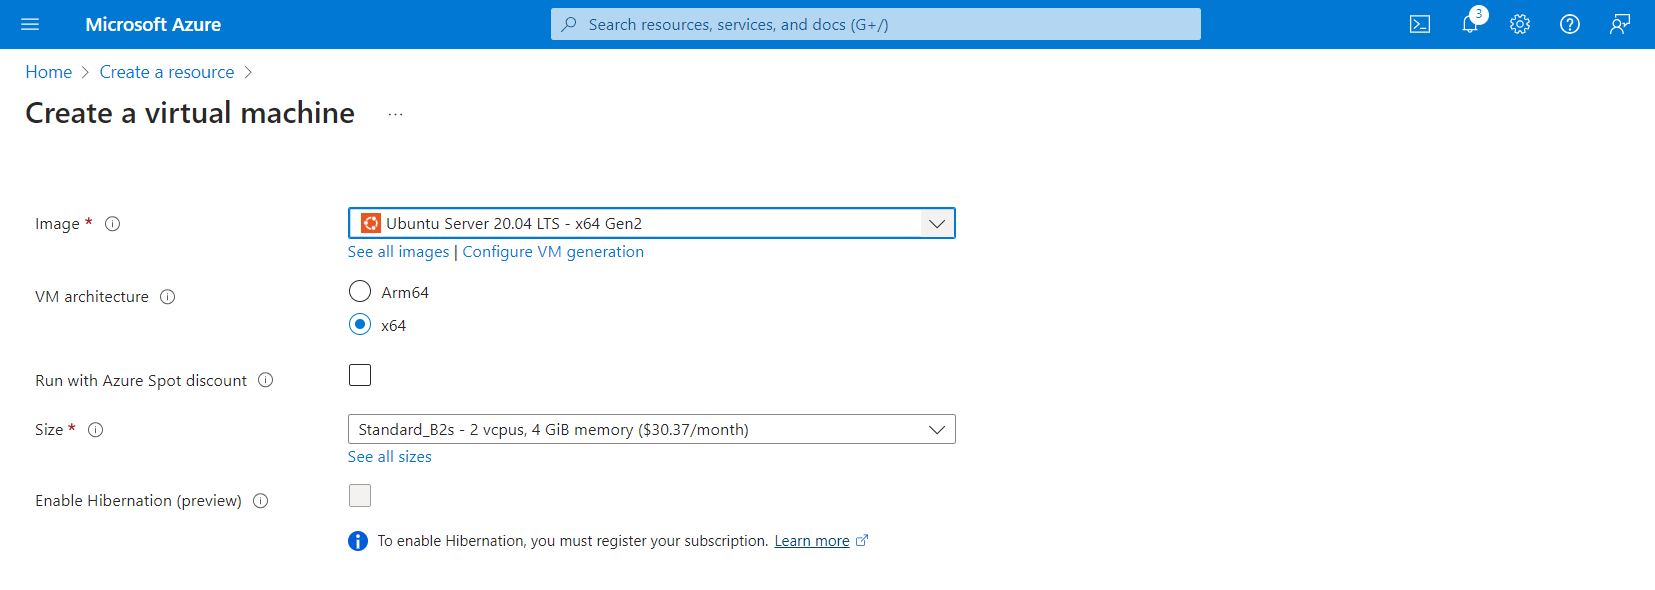 Microsoft Azure
Search resources, services, and docs (G+/)
3
Home > Create a resource >
Create a virtual machine ...
Image *
Ubuntu Server 20.04 LTS - x64 Gen2
See all images | Configure VM generation
VM architecture
Arm64
x64
Run with Azure Spot discount
Size *
Standard_B2s - 2 vcpus, 4 GiB memory ($30.37/month)
See all sizes
Enable Hibernation (preview)
To enable Hibernation, you must register your subscription. Learn more